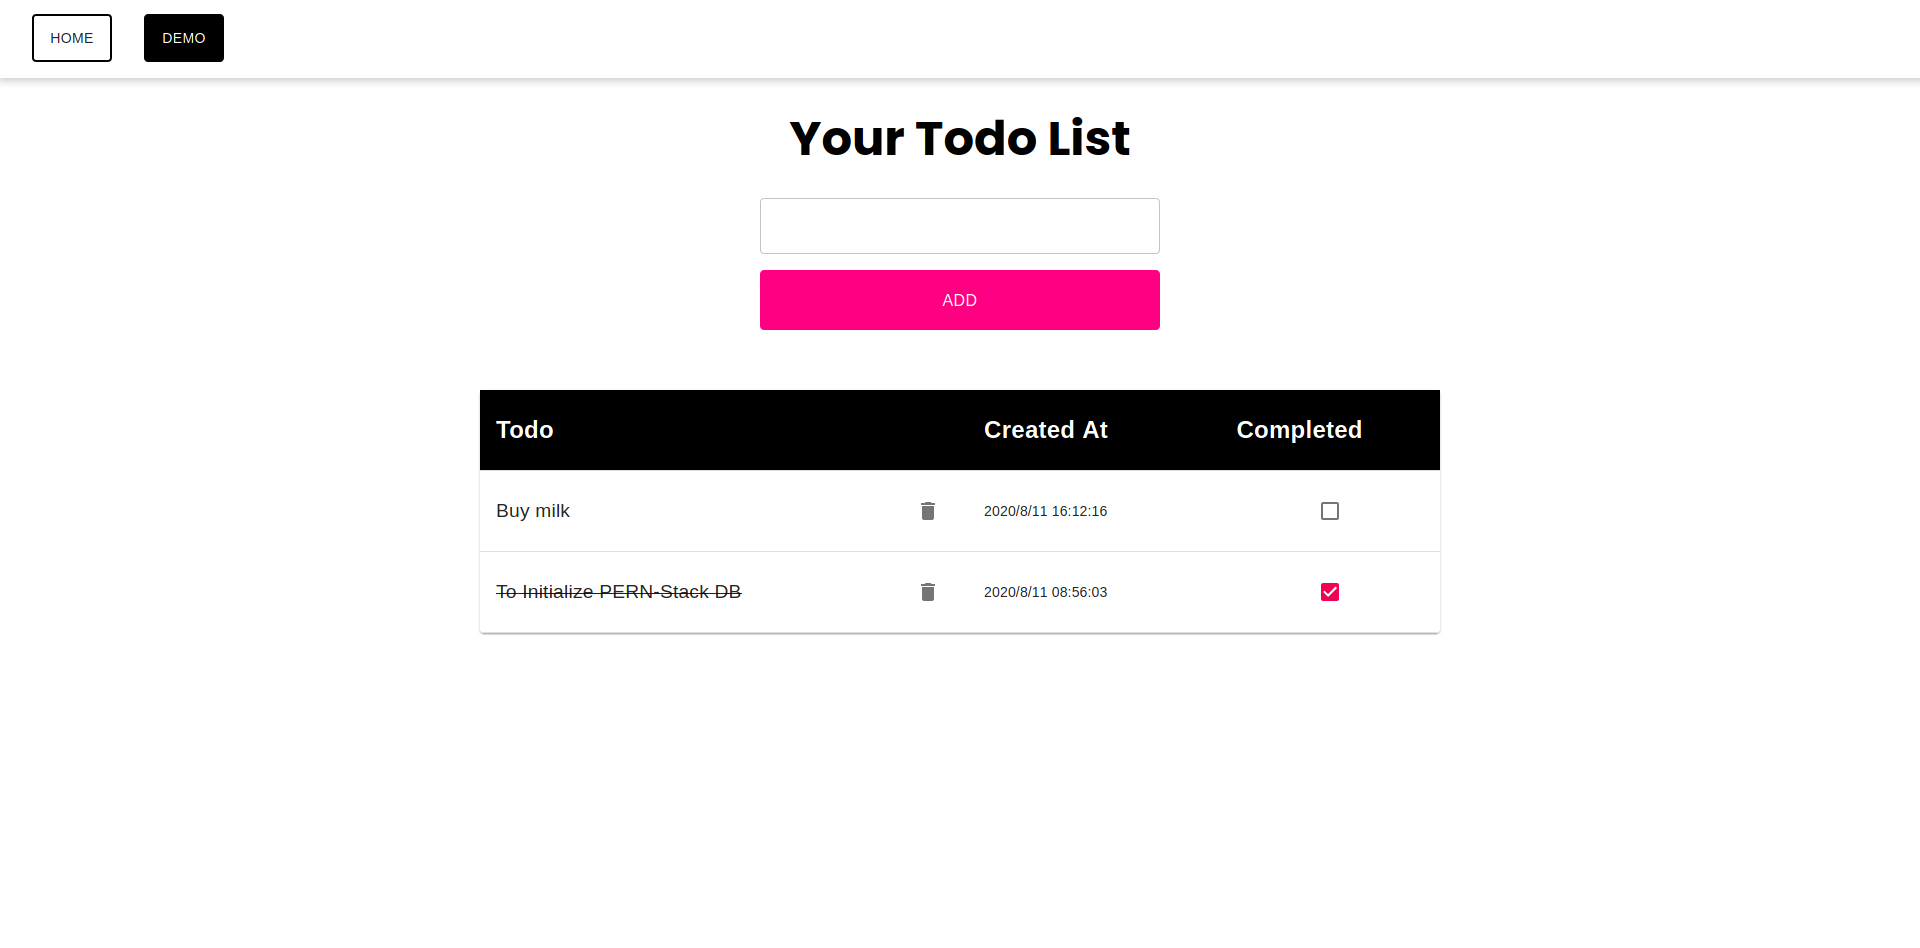 HOME DEMO
Your Todo List
ADD
Todo Created At Completed
Buy milk 2020/8/11 16:12:16
To Initialize PERN-Stack DB 2020/8/11 08:56:03